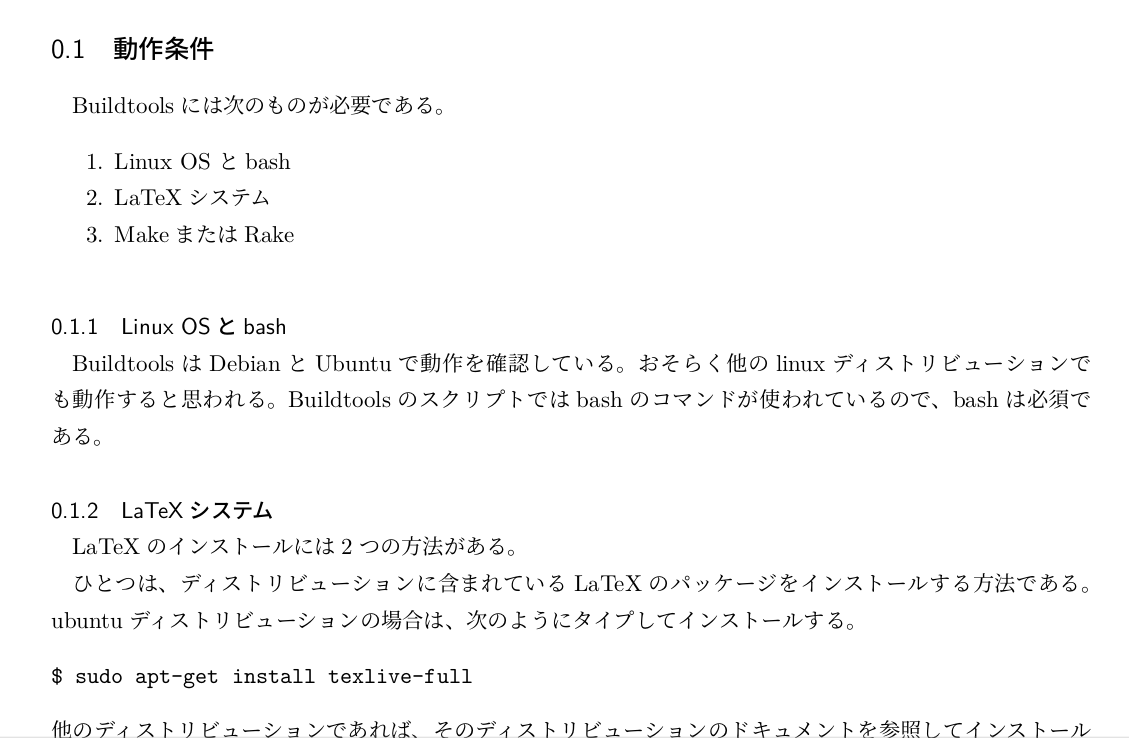 0.1 動作条件
Buildtools には次のものが必要である。
1. Linux OS と bash
2. LaTeX システム
3. Make または Rake
0.1.1 Linux OS と bash
Buildtools は Debian と Ubuntu で動作を確認している。おそらく他の linux ディストリビューションで
も動作すると思われる。Buildtools のスクリプトでは bash のコマンドが使われているので、bash は必須で
ある。
0.1.2 LaTeX システム
LaTeX のインストールには 2 つの方法がある。
ひとつは、ディストリビューションに含まれている LaTeX のパッケージをインストールする方法である。
ubuntu ディストリビューションの場合は、次のようにタイプしてインストールする。
$ sudo apt-get install texlive-full
他のディストリビューションであれば、そのディストリビューションのドキュメントを参照してインストール